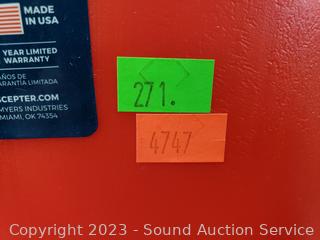 MADE
IN USA
YEAR LIMITED
WARRANTY
AÑOS DE
GARANTÍA LIMITADA
SCEPTER.COM
MYERS INDUSTRIES
MIAMI, OK 74354
271.
4747
Copyright 2023 - Sound Auction Service